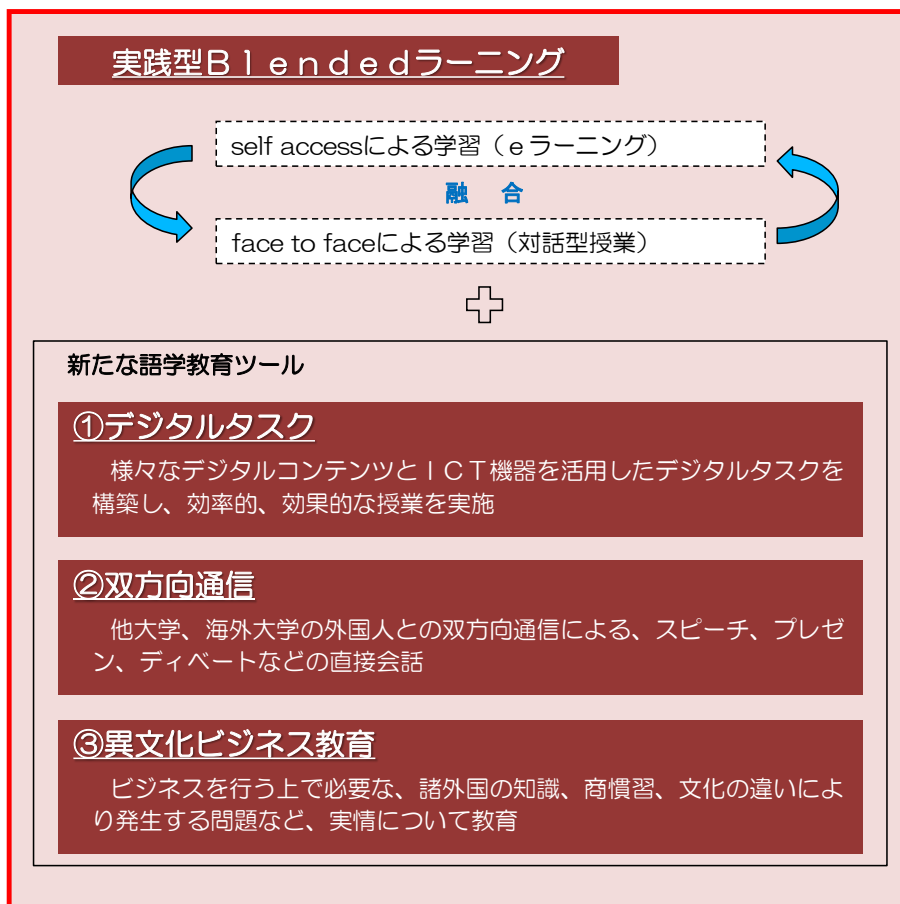 実践型Ｂｌｅｎｄｅｄラーニング
self accessによる学習（ｅラーニング）
融　合
face to faceによる学習（対話型授業）
新たな語学教育ツール
①デジタルタスク
様々なデジタルコンテンツとＩＣＴ機器を活用したデジタルタスクを
構築し、効率的、効果的な授業を実施
②双方向通信
他大学、海外大学の外国人との双方向通信による、スピーチ、プレゼ
ン、ディベートなどの直接会話
③異文化ビジネス教育
ビジネスを行う上で必要な、諸外国の知識、商慣習、文化の違いによ
り発生する問題など、実情について教育